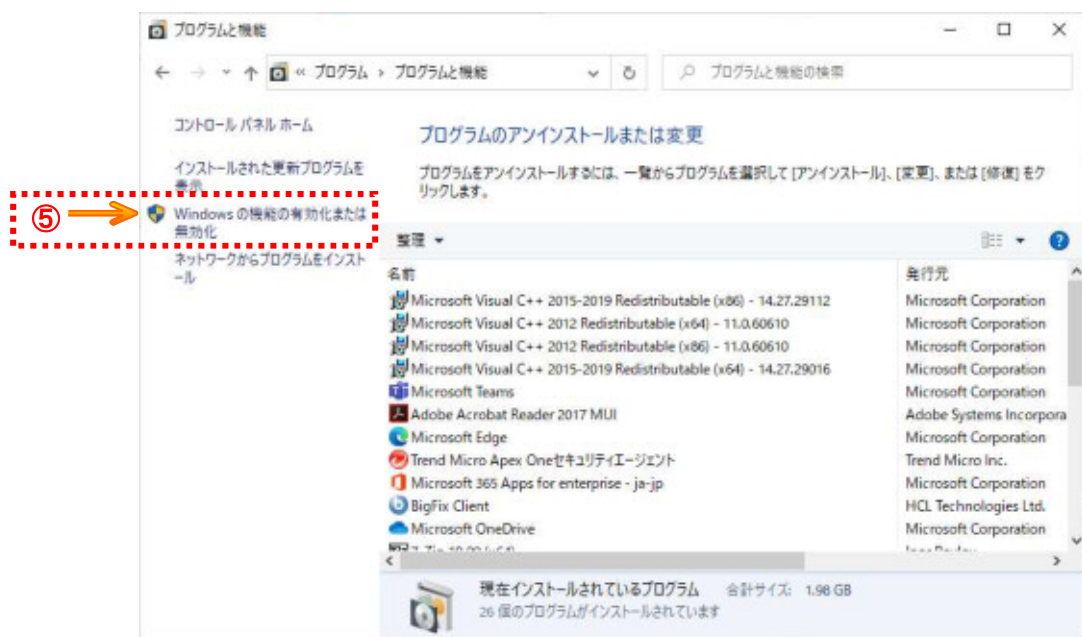 プログラムと機能
« プログラム › プログラムと機能
プログラムと機能の検索
コントロール パネル ホーム
インストールされた更新プログラムを
表示
⑤
Windows の機能の有効化または
無効化
ネットワークからプログラムをインスト
ール
プログラムのアンインストールまたは変更
プログラムをアンインストールするには、一覧からプログラムを選択して [アンインストール]、[変更]、または [修復] をク
リックします。
整理
名前 発行元
Microsoft Visual C++ 2015-2019 Redistributable (x86) - 14.27.29112 Microsoft Corporation
Microsoft Visual C++ 2012 Redistributable (x64) - 11.0.60610 Microsoft Corporation
Microsoft Visual C++ 2012 Redistributable (x86) - 11.0.60610 Microsoft Corporation
Microsoft Visual C++ 2015-2019 Redistributable (x64) - 14.27.29016 Microsoft Corporation
Microsoft Teams Microsoft Corporation
Adobe Acrobat Reader 2017 MUI Adobe Systems Incorpora
Microsoft Edge Microsoft Corporation
Trend Micro Apex Oneセキュリティエージェント Trend Micro Inc.
Microsoft 365 Apps for enterprise - ja-jp Microsoft Corporation
BigFix Client HCL Technologies Ltd.
Microsoft OneDrive Microsoft Corporation
現在インストールされているプログラム 合計サイズ: 1.98 GB
26 個のプログラムがインストールされています